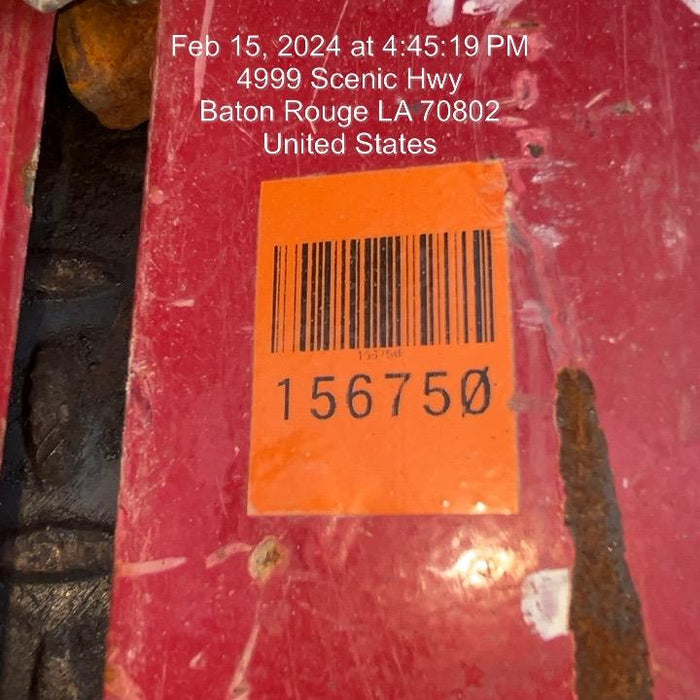 Feb 15, 2024 at 4:45:19 PM
4999 Scenic Hwy
Baton Rouge LA 70802
United States
156750
156750